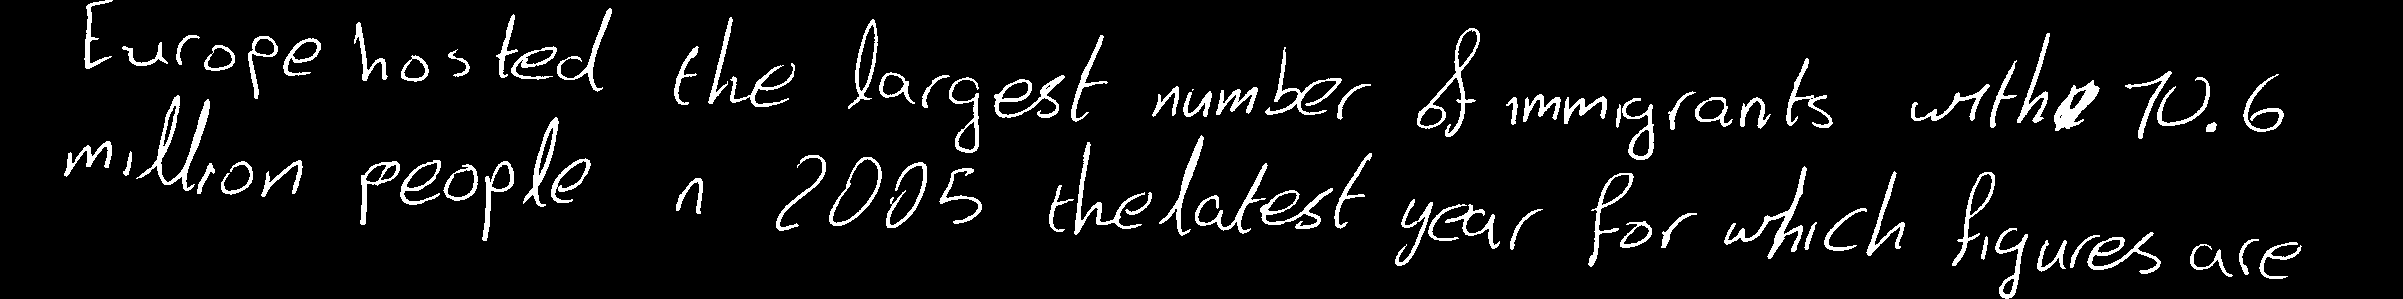 Europe hosted the largest number of immigrants with 70.6
million people n 2005 the latest year for which figures are